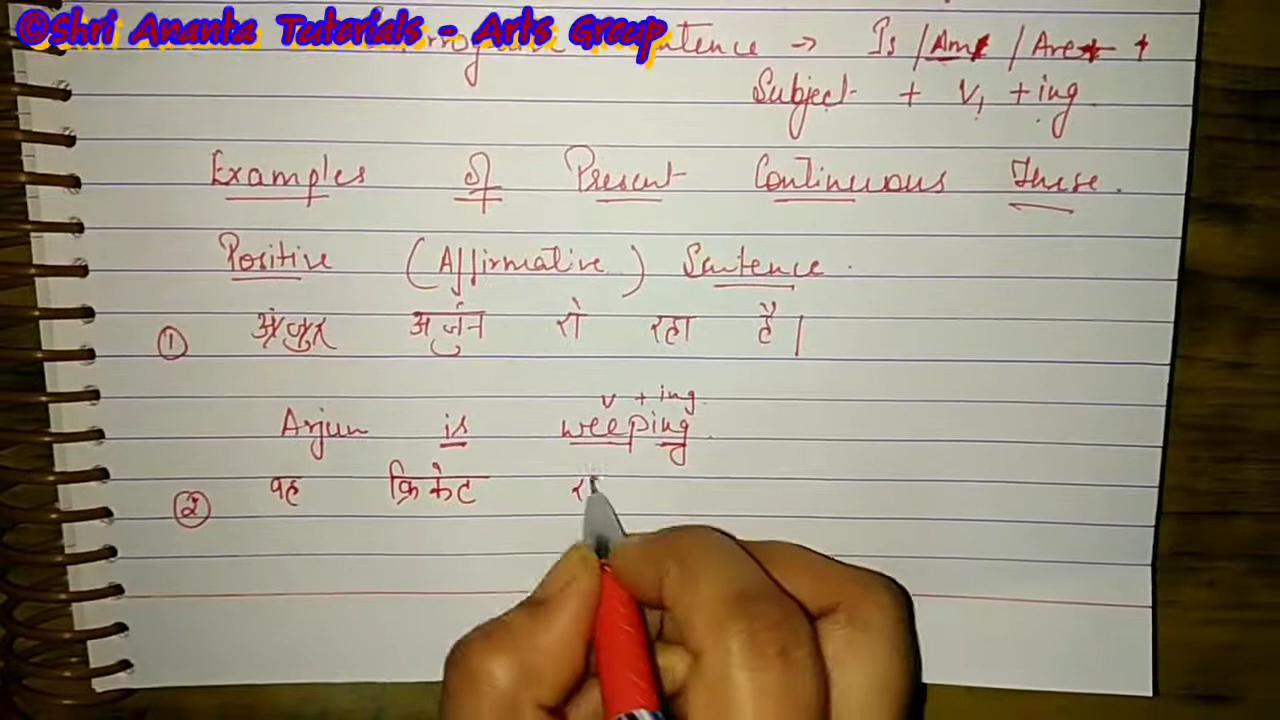 ©Shri Ananta Tutorials - Arts Group
tence → Is / Am / Are +
Subject + V1 + ing
Examples of Present Continuous Tense.
Positive (Affirmative) Sentence.
① अर्जुन रो रहा है।
v + ing.
Arjun is weeping.
② वह क्रिकेट